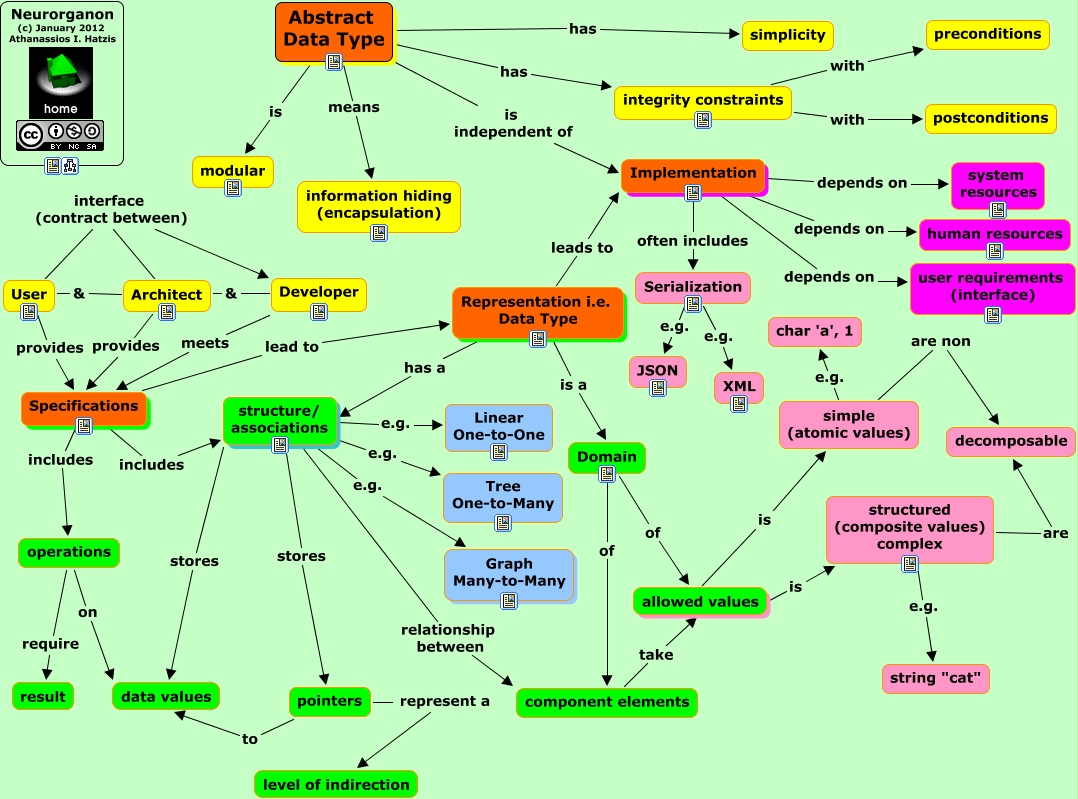 Neurorganon
(c) January 2012
Athanassios I. Hatzis
home
cc
BY NC SA
Abstract
Data Type
has
simplicity
has
integrity constraints
with
preconditions
with
postconditions
is
modular
means
information hiding
(encapsulation)
is
independent of
Implementation
depends on
system
resources
depends on
human resources
depends on
user requirements
(interface)
interface
(contract between)
User
&
Architect
&
Developer
provides
provides
meets
lead to
leads to
often includes
Serialization
e.g.
e.g.
JSON
XML
Representation i.e.
Data Type
has a
is a
Specifications
includes
includes
structure/
associations
e.g.
Linear
One-to-One
e.g.
Tree
One-to-Many
e.g.
Graph
Many-to-Many
Domain
of
of
char 'a', 1
e.g.
are non
simple
(atomic values)
decomposable
structured
(composite values)
complex
are
is
is
allowed values
e.g.
string "cat"
operations
stores
stores
on
require
relationship
between
take
result
data values
pointers
represent a
component elements
to
level of indirection